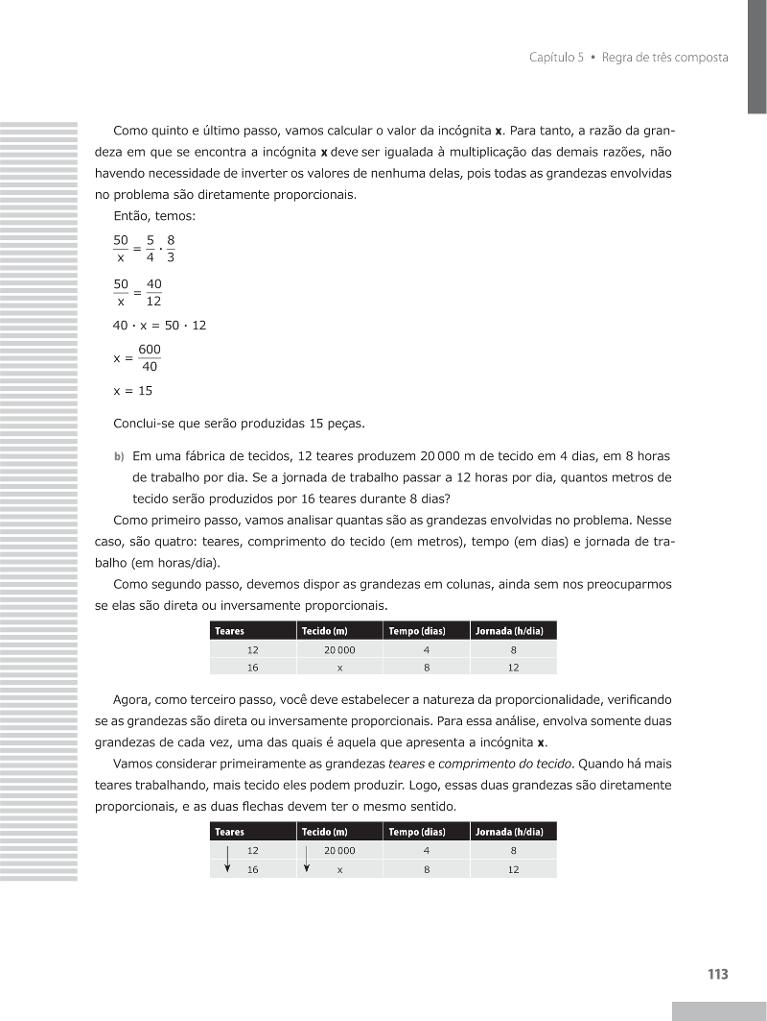 Capítulo 5 • Regra de três composta
Como quinto e último passo, vamos calcular o valor da incógnita x. Para tanto, a razão da gran-
deza em que se encontra a incógnita x deve ser igualada à multiplicação das demais razões, não
havendo necessidade de inverter os valores de nenhuma delas, pois todas as grandezas envolvidas
no problema são diretamente proporcionais.
Então, temos:
50/x = 5/4 · 8/3
50/x = 40/12
40 · x = 50 · 12
x = 600/40
x = 15
Conclui-se que serão produzidas 15 peças.
b) Em uma fábrica de tecidos, 12 teares produzem 20 000 m de tecido em 4 dias, em 8 horas
de trabalho por dia. Se a jornada de trabalho passar a 12 horas por dia, quantos metros de
tecido serão produzidos por 16 teares durante 8 dias?
Como primeiro passo, vamos analisar quantas são as grandezas envolvidas no problema. Nesse
caso, são quatro: teares, comprimento do tecido (em metros), tempo (em dias) e jornada de tra-
balho (em horas/dia).
Como segundo passo, devemos dispor as grandezas em colunas, ainda sem nos preocuparmos
se elas são direta ou inversamente proporcionais.
Teares Tecido (m) Tempo (dias) Jornada (h/dia)
12 20 000 4 8
16 x 8 12
Agora, como terceiro passo, você deve estabelecer a natureza da proporcionalidade, verificando
se as grandezas são direta ou inversamente proporcionais. Para essa análise, envolva somente duas
grandezas de cada vez, uma das quais é aquela que apresenta a incógnita x.
Vamos considerar primeiramente as grandezas teares e comprimento do tecido. Quando há mais
teares trabalhando, mais tecido eles podem produzir. Logo, essas duas grandezas são diretamente
proporcionais, e as duas flechas devem ter o mesmo sentido.
Teares Tecido (m) Tempo (dias) Jornada (h/dia)
12 20 000 4 8
16 x 8 12
113